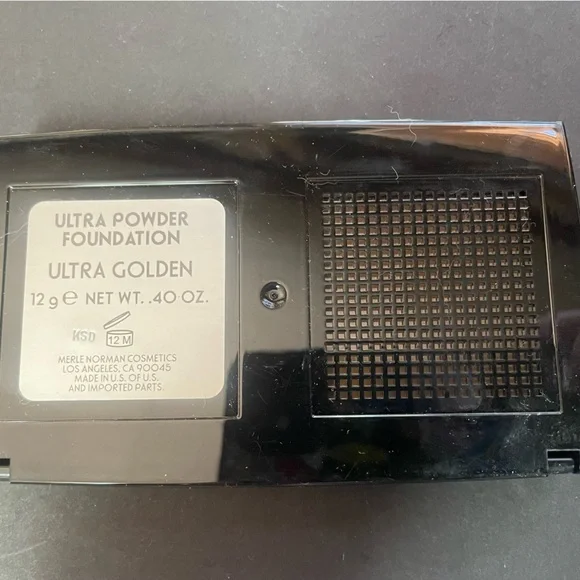 ULTRA POWDER
FOUNDATION
ULTRA GOLDEN
12 g ℮ NET WT. .40 OZ.
KSD
12 M
MERLE NORMAN COSMETICS
LOS ANGELES, CA 90045
MADE IN U.S. OF U.S.
AND IMPORTED PARTS